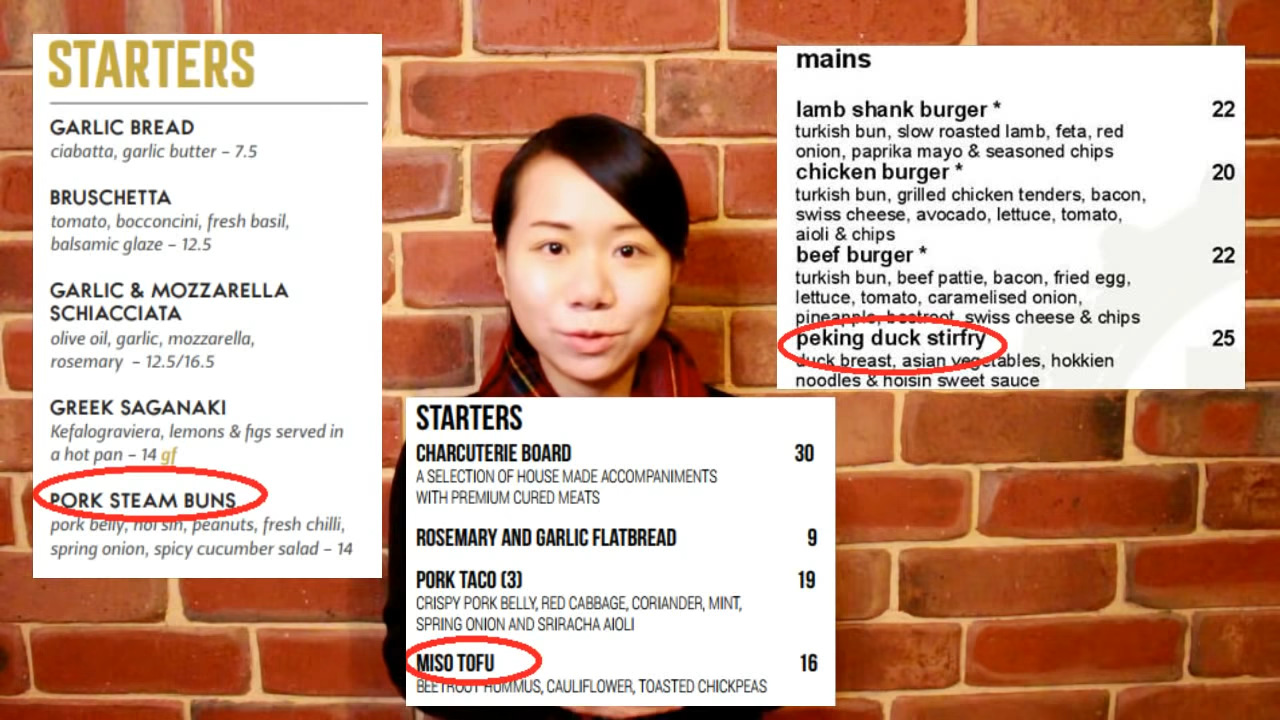 STARTERS
GARLIC BREAD
ciabatta, garlic butter – 7.5
BRUSCHETTA
tomato, bocconcini, fresh basil,
balsamic glaze – 12.5
GARLIC & MOZZARELLA
SCHIACCIATA
olive oil, garlic, mozzarella,
rosemary – 12.5/16.5
GREEK SAGANAKI
Kefalograviera, lemons & figs served in
a hot pan – 14 gf
PORK STEAM BUNS
pork belly, hoi sin, peanuts, fresh chilli,
spring onion, spicy cucumber salad – 14
STARTERS
CHARCUTERIE BOARD 30
A SELECTION OF HOUSE MADE ACCOMPANIMENTS
WITH PREMIUM CURED MEATS
ROSEMARY AND GARLIC FLATBREAD 9
PORK TACO (3) 19
CRISPY PORK BELLY, RED CABBAGE, CORIANDER, MINT,
SPRING ONION AND SRIRACHA AIOLI
MISO TOFU 16
BEETROOT HUMMUS, CAULIFLOWER, TOASTED CHICKPEAS
mains
lamb shank burger * 22
turkish bun, slow roasted lamb, feta, red
onion, paprika mayo & seasoned chips
chicken burger * 20
turkish bun, grilled chicken tenders, bacon,
swiss cheese, avocado, lettuce, tomato,
aioli & chips
beef burger * 22
turkish bun, beef pattie, bacon, fried egg,
lettuce, tomato, caramelised onion,
pineapple, beetroot, swiss cheese & chips
peking duck stirfry 25
duck breast, asian vegetables, hokkien
noodles & hoisin sweet sauce